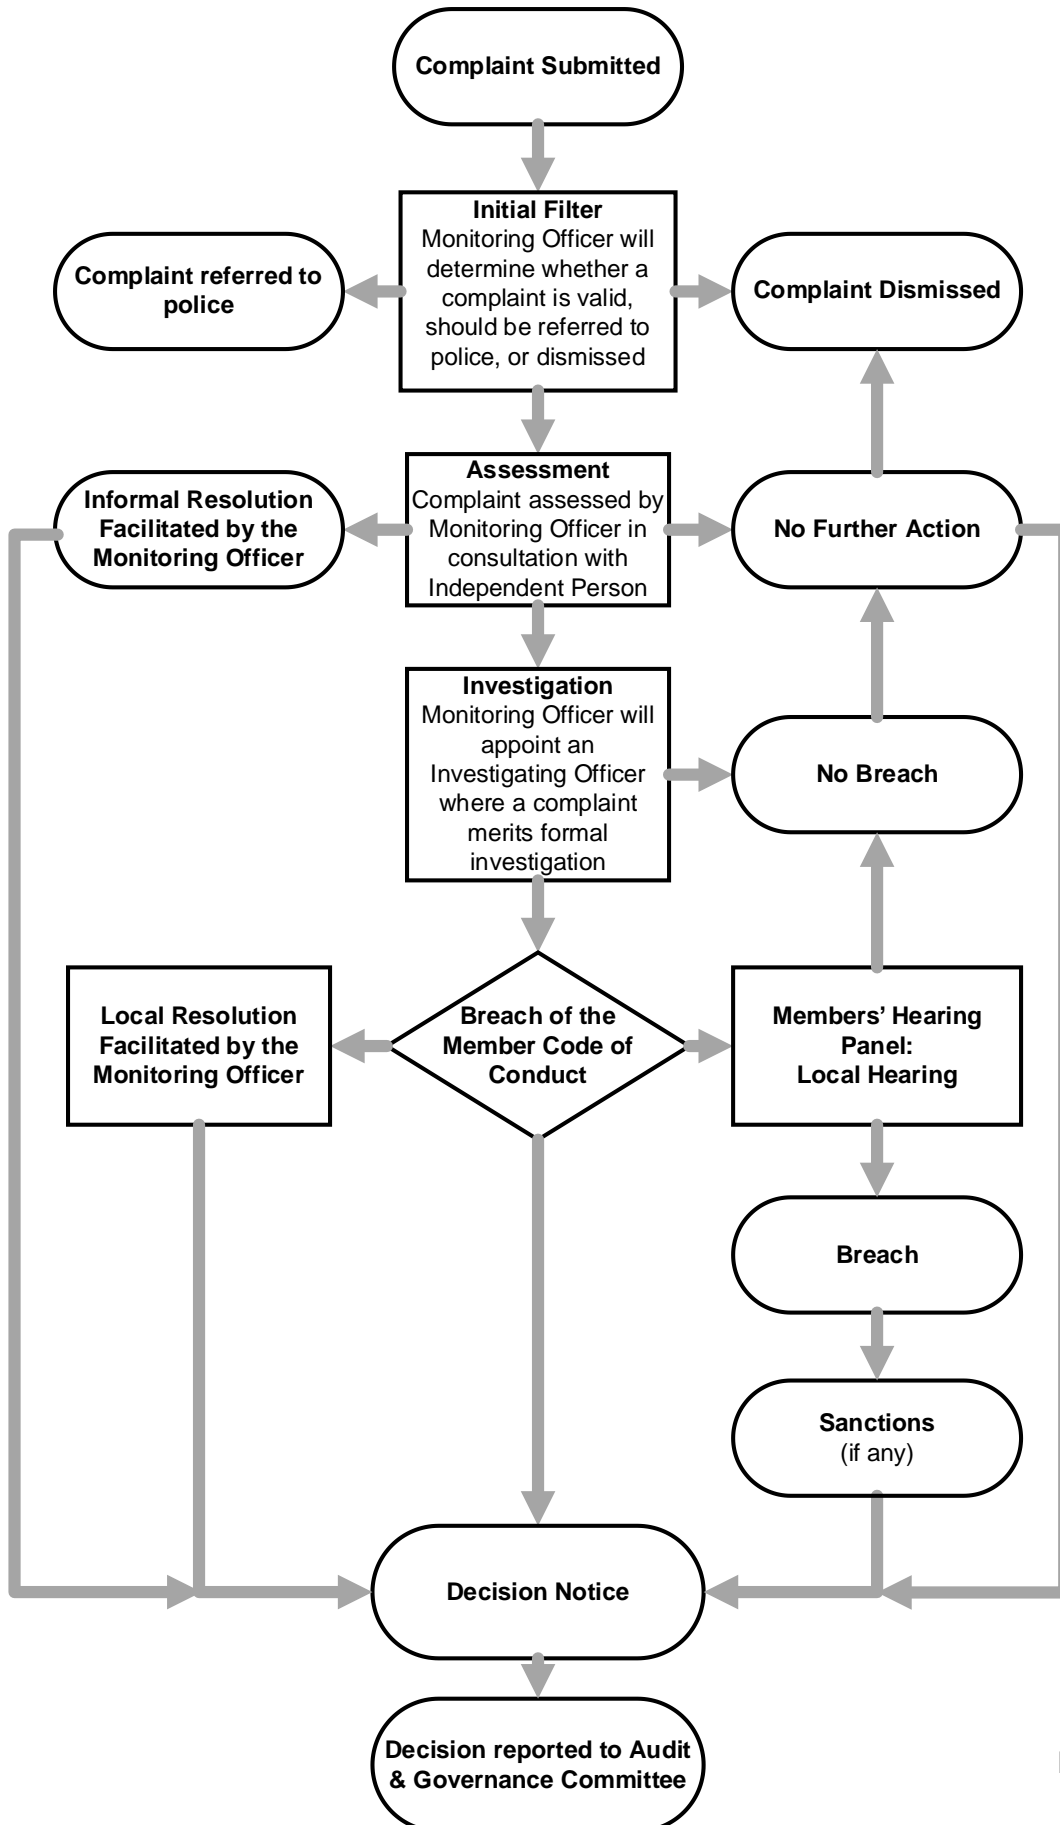 Complaint Submitted
Initial Filter
Monitoring Officer will
determine whether a
complaint is valid,
should be referred to
police, or dismissed
Complaint referred to
police
Complaint Dismissed
Assessment
Complaint assessed by
Monitoring Officer in
consultation with
Independent Person
Informal Resolution
Facilitated by the
Monitoring Officer
No Further Action
Investigation
Monitoring Officer will
appoint an
Investigating Officer
where a complaint
merits formal
investigation
No Breach
Local Resolution
Facilitated by the
Monitoring Officer
Breach of the
Member Code of
Conduct
Members’ Hearing
Panel:
Local Hearing
Breach
Sanctions
(if any)
Decision Notice
Decision reported to Audit
& Governance Committee